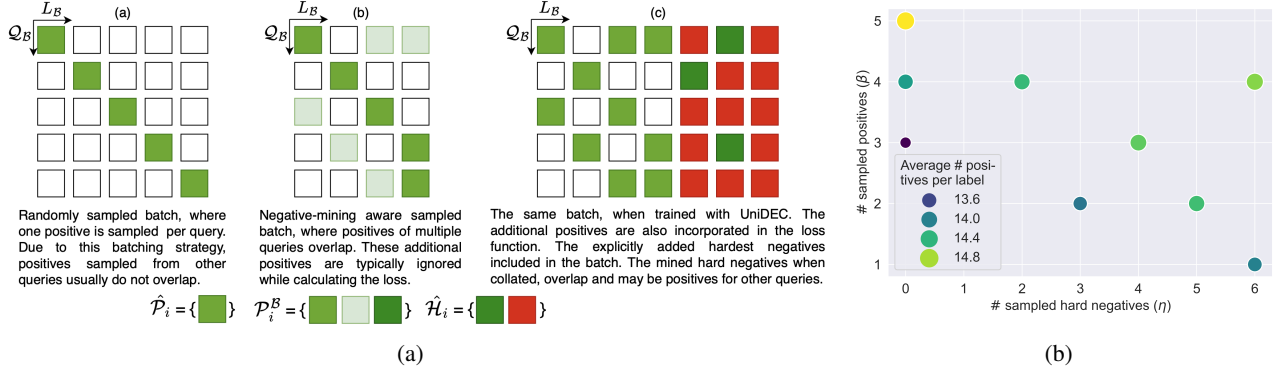 (a)
L_B
Q_B
Randomly sampled batch, where
one positive is sampled per query.
Due to this batching strategy,
positives sampled from other
queries usually do not overlap.
(b)
L_B
Q_B
Negative-mining aware sampled
batch, where positives of multiple
queries overlap. These additional
positives are typically ignored
while calculating the loss.
(c)
L_B
Q_B
The same batch, when trained with UniDEC. The
additional positives are also incorporated in the loss
function. The explicitly added hardest negatives
included in the batch. The mined hard negatives when
collated, overlap and may be positives for other queries.
P̂_i = { } P_i^B = { } Ĥ_i = { }
(a)
# sampled positives (β)
5
4
3
2
1
Average # posi-
tives per label
13.6
14.0
14.4
14.8
0 1 2 3 4 5 6
# sampled hard negatives (η)
(b)